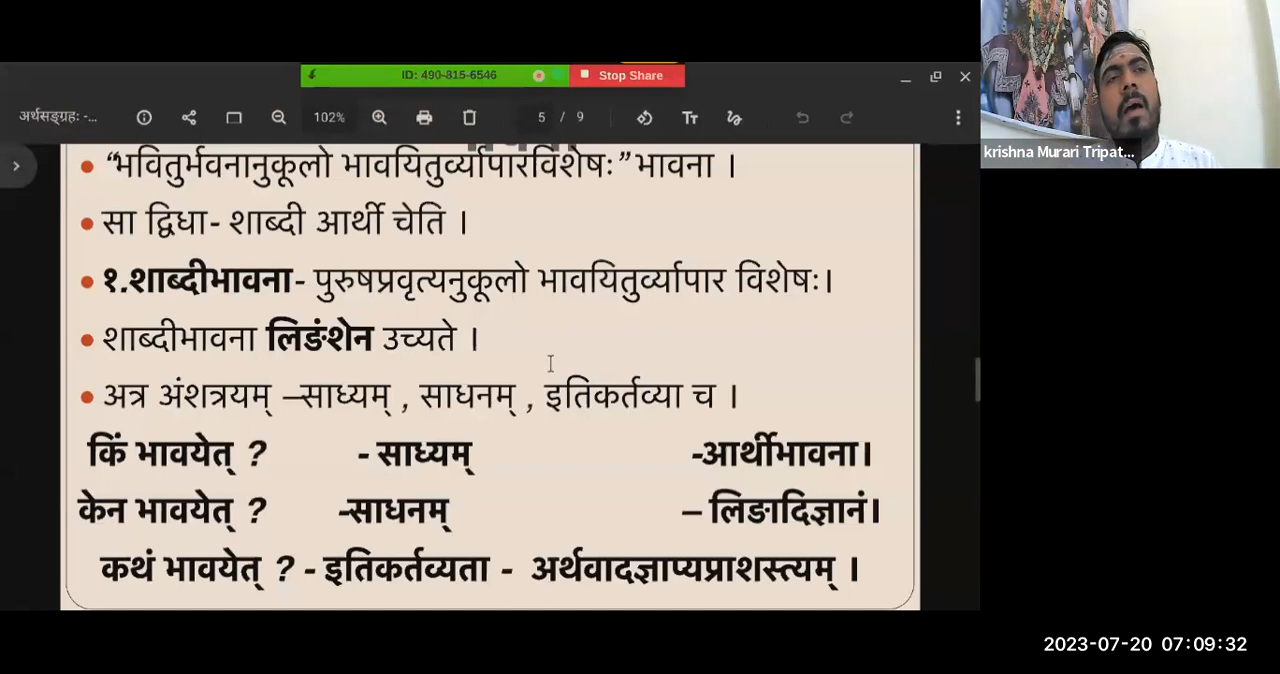 ID: 490-815-6546
Stop Share
अर्थसङ्ग्रहः -...
102%
5 / 9
“भवितुर्भवनानुकूलो भावयितुर्व्यापारविशेषः” भावना ।
सा द्विधा- शाब्दी आर्थी चेति ।
१.शाब्दीभावना- पुरुषप्रवृत्यनुकूलो भावयितुर्व्यापार विशेषः।
शाब्दीभावना लिङंशेन उच्यते ।
अत्र अंशत्रयम् –साध्यम् , साधनम् , इतिकर्तव्या च ।
किं भावयेत् ? - साध्यम् -आर्थीभावना।
केन भावयेत् ? -साधनम् – लिङादिज्ञानं।
कथं भावयेत् ? - इतिकर्तव्यता - अर्थवादज्ञाप्यप्राशस्त्यम् ।
krishna Murari Tripat...
2023-07-20 07:09:32